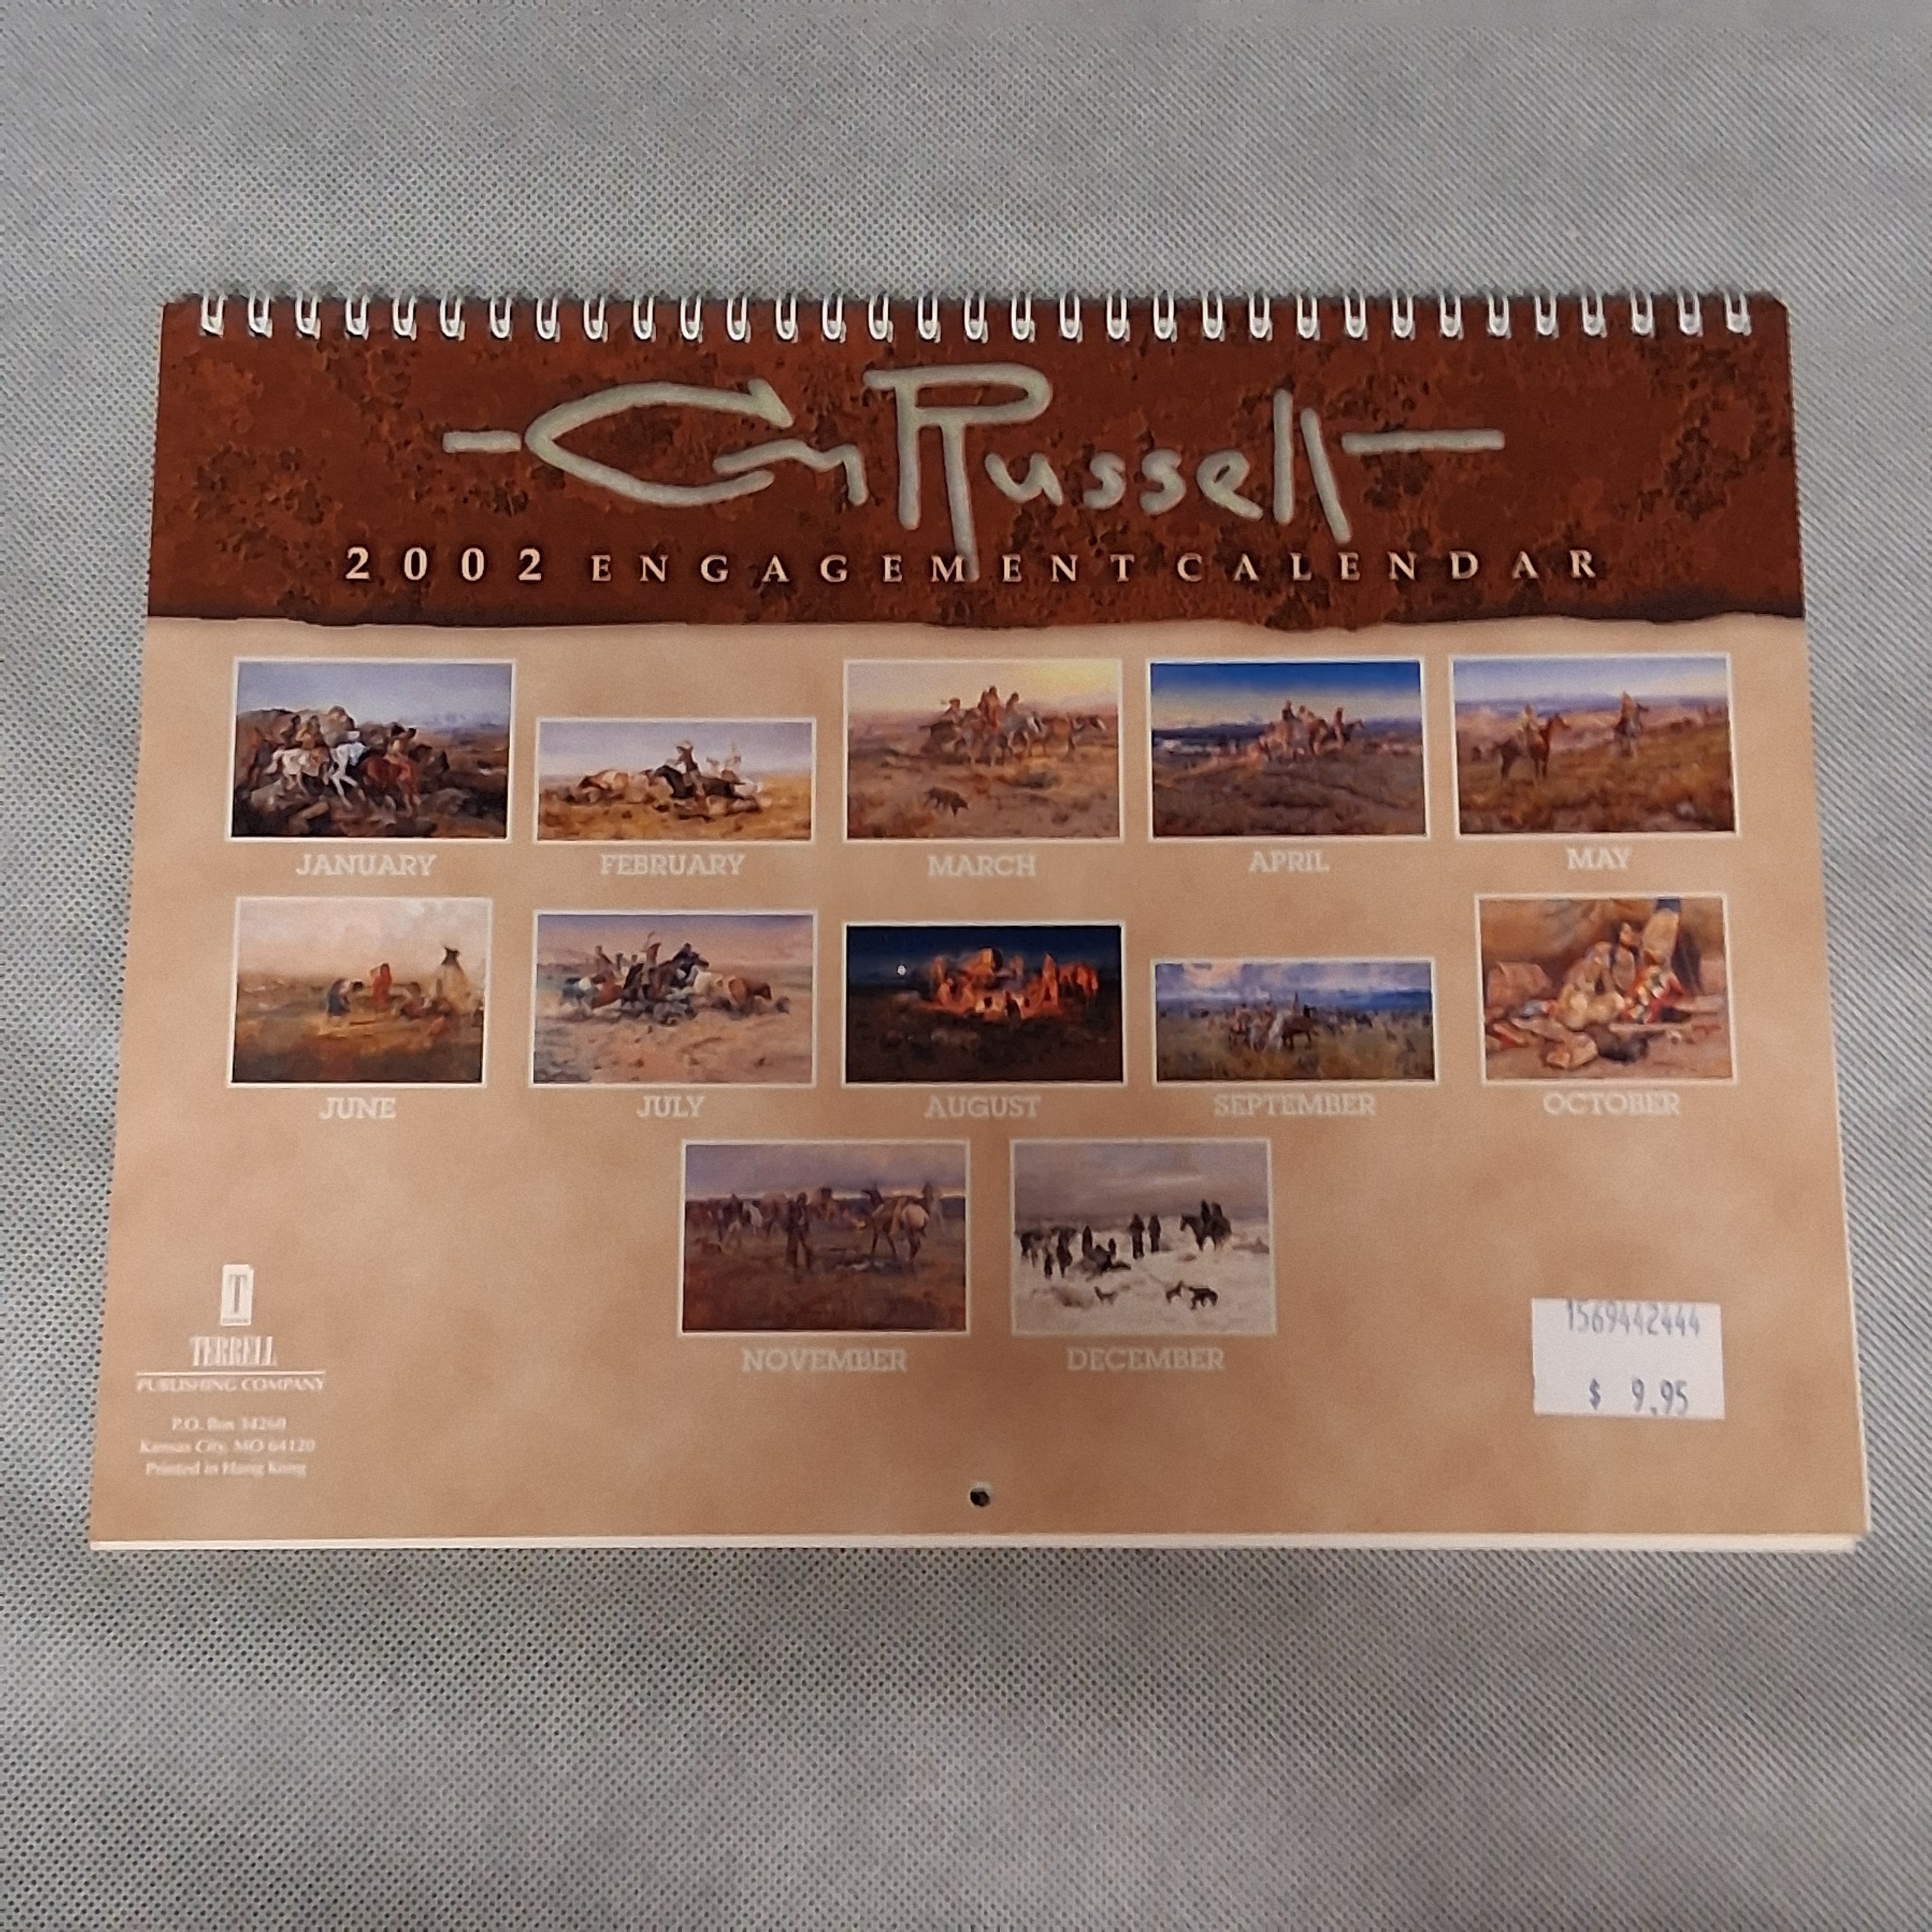 CM Russell
2002 ENGAGEMENT CALENDAR
JANUARY
FEBRUARY
MARCH
APRIL
MAY
JUNE
JULY
AUGUST
SEPTEMBER
OCTOBER
NOVEMBER
DECEMBER
T
TERRELL
PUBLISHING COMPANY
P.O. Box 34260
Kansas City, MO 64120
Printed in Hong Kong
1569442444
$ 9.95